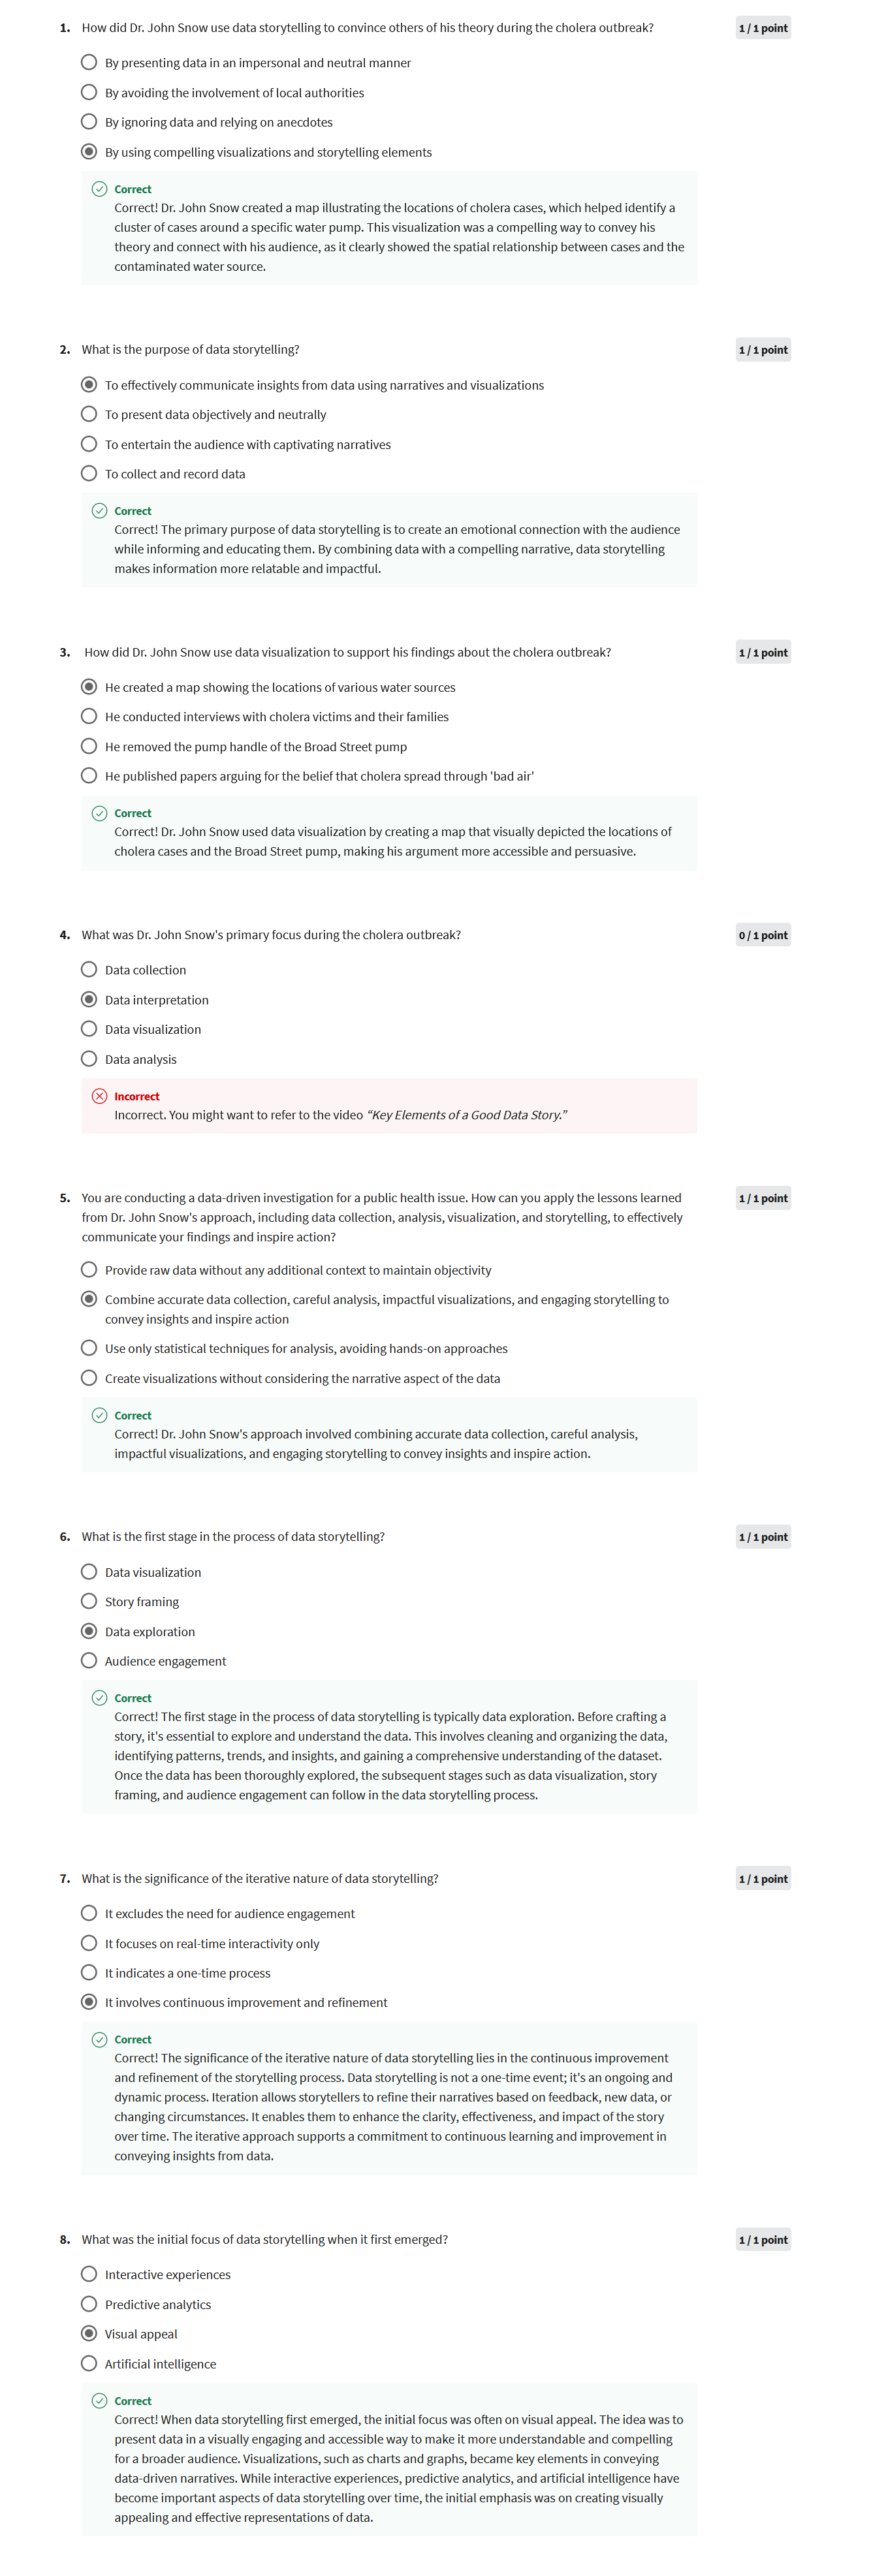 1. How did Dr. John Snow use data storytelling to convince others of his theory during the cholera outbreak? 1 / 1 point
By presenting data in an impersonal and neutral manner
By avoiding the involvement of local authorities
By ignoring data and relying on anecdotes
By using compelling visualizations and storytelling elements
Correct
Correct! Dr. John Snow created a map illustrating the locations of cholera cases, which helped identify a
cluster of cases around a specific water pump. This visualization was a compelling way to convey his
theory and connect with his audience, as it clearly showed the spatial relationship between cases and the
contaminated water source.
2. What is the purpose of data storytelling? 1 / 1 point
To effectively communicate insights from data using narratives and visualizations
To present data objectively and neutrally
To entertain the audience with captivating narratives
To collect and record data
Correct
Correct! The primary purpose of data storytelling is to create an emotional connection with the audience
while informing and educating them. By combining data with a compelling narrative, data storytelling
makes information more relatable and impactful.
3. How did Dr. John Snow use data visualization to support his findings about the cholera outbreak? 1 / 1 point
He created a map showing the locations of various water sources
He conducted interviews with cholera victims and their families
He removed the pump handle of the Broad Street pump
He published papers arguing for the belief that cholera spread through 'bad air'
Correct
Correct! Dr. John Snow used data visualization by creating a map that visually depicted the locations of
cholera cases and the Broad Street pump, making his argument more accessible and persuasive.
4. What was Dr. John Snow's primary focus during the cholera outbreak? 0 / 1 point
Data collection
Data interpretation
Data visualization
Data analysis
Incorrect
Incorrect. You might want to refer to the video “Key Elements of a Good Data Story.”
5. You are conducting a data-driven investigation for a public health issue. How can you apply the lessons learned 1 / 1 point
from Dr. John Snow's approach, including data collection, analysis, visualization, and storytelling, to effectively
communicate your findings and inspire action?
Provide raw data without any additional context to maintain objectivity
Combine accurate data collection, careful analysis, impactful visualizations, and engaging storytelling to
convey insights and inspire action
Use only statistical techniques for analysis, avoiding hands-on approaches
Create visualizations without considering the narrative aspect of the data
Correct
Correct! Dr. John Snow's approach involved combining accurate data collection, careful analysis,
impactful visualizations, and engaging storytelling to convey insights and inspire action.
6. What is the first stage in the process of data storytelling? 1 / 1 point
Data visualization
Story framing
Data exploration
Audience engagement
Correct
Correct! The first stage in the process of data storytelling is typically data exploration. Before crafting a
story, it's essential to explore and understand the data. This involves cleaning and organizing the data,
identifying patterns, trends, and insights, and gaining a comprehensive understanding of the dataset.
Once the data has been thoroughly explored, the subsequent stages such as data visualization, story
framing, and audience engagement can follow in the data storytelling process.
7. What is the significance of the iterative nature of data storytelling? 1 / 1 point
It excludes the need for audience engagement
It focuses on real-time interactivity only
It indicates a one-time process
It involves continuous improvement and refinement
Correct
Correct! The significance of the iterative nature of data storytelling lies in the continuous improvement
and refinement of the storytelling process. Data storytelling is not a one-time event; it's an ongoing and
dynamic process. Iteration allows storytellers to refine their narratives based on feedback, new data, or
changing circumstances. It enables them to enhance the clarity, effectiveness, and impact of the story
over time. The iterative approach supports a commitment to continuous learning and improvement in
conveying insights from data.
8. What was the initial focus of data storytelling when it first emerged? 1 / 1 point
Interactive experiences
Predictive analytics
Visual appeal
Artificial intelligence
Correct
Correct! When data storytelling first emerged, the initial focus was often on visual appeal. The idea was to
present data in a visually engaging and accessible way to make it more understandable and compelling
for a broader audience. Visualizations, such as charts and graphs, became key elements in conveying
data-driven narratives. While interactive experiences, predictive analytics, and artificial intelligence have
become important aspects of data storytelling over time, the initial emphasis was on creating visually
appealing and effective representations of data.